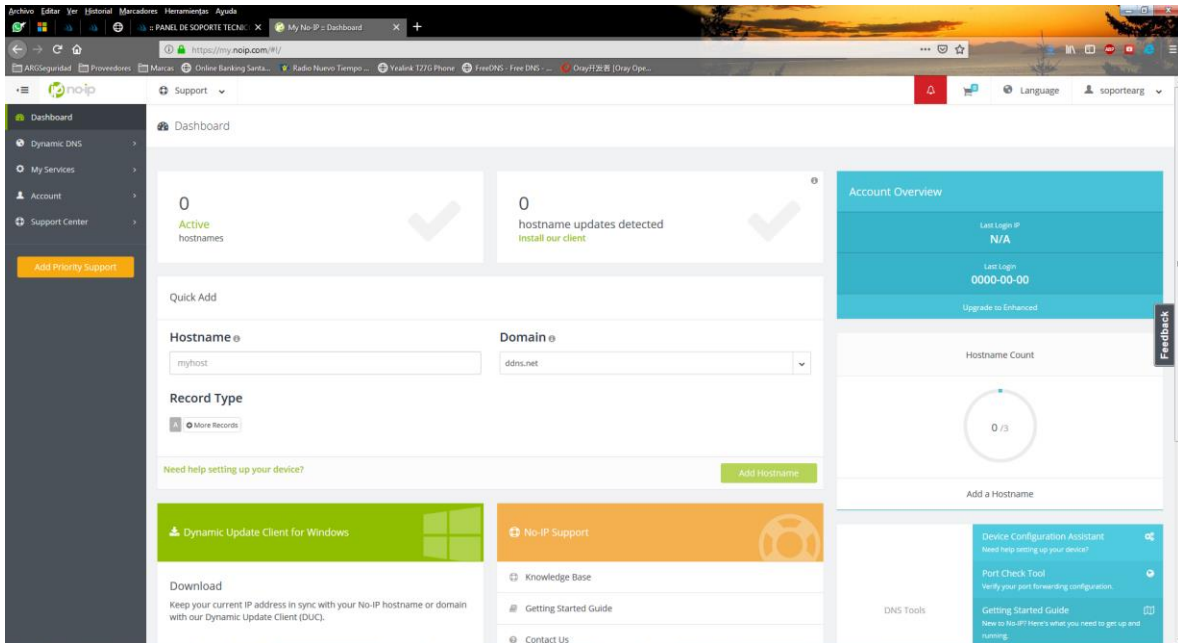 Archivo Editar Ver Historial Marcadores Herramientas Ayuda
:: PANEL DE SOPORTE TECNIC X
My No-IP :: Dashboard X +
https://my.noip.com/#!/
ARGSeguridad Proveedores Marcas Online Banking Santa... Radio Nuevo Tiempo ... Yealink T27G Phone FreeDNS - Free DNS - ... Oray开发者 [Oray Ope...
no-ip
Support
Language
soportearg
Dashboard
Dynamic DNS
My Services
Account
Support Center
Add Priority Support
Dashboard
0
Active
hostnames
0
hostname updates detected
Install our client
Account Overview
Last Login IP
N/A
Last Login
0000-00-00
Upgrade to Enhanced
Quick Add
Hostname
myhost
Domain
ddns.net
Record Type
A More Records
Need help setting up your device?
Add Hostname
Hostname Count
0 /3
Add a Hostname
Feedback
Dynamic Update Client for Windows
Download
Keep your current IP address in sync with your No-IP hostname or domain
with our Dynamic Update Client (DUC).
No-IP Support
Knowledge Base
Getting Started Guide
Contact Us
DNS Tools
Device Configuration Assistant
Need help setting up your device?
Port Check Tool
Verify your port forwarding configuration.
Getting Started Guide
New to No-IP? Here's what you need to get up and
running.